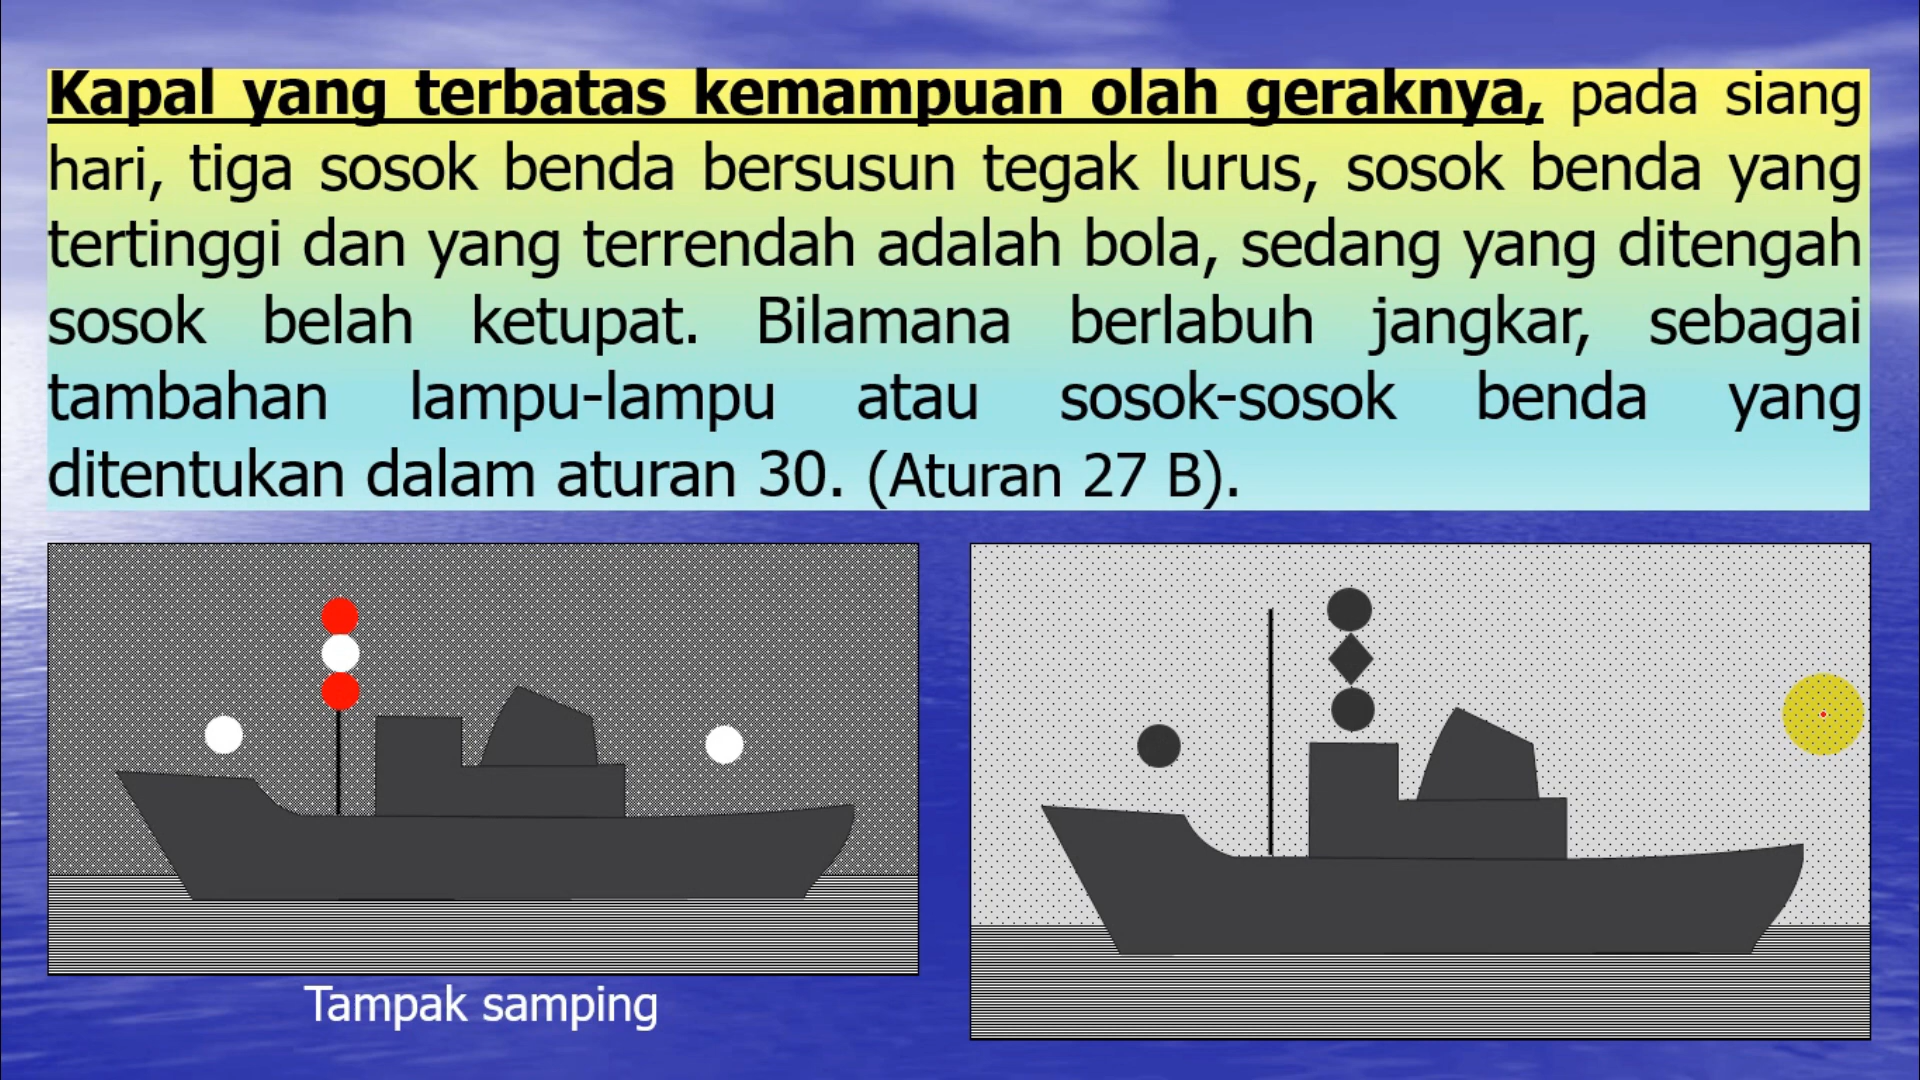 Kapal yang terbatas kemampuan olah geraknya, pada siang
hari, tiga sosok benda bersusun tegak lurus, sosok benda yang
tertinggi dan yang terrendah adalah bola, sedang yang ditengah
sosok belah ketupat. Bilamana berlabuh jangkar, sebagai
tambahan lampu-lampu atau sosok-sosok benda yang
ditentukan dalam aturan 30. (Aturan 27 B).
Tampak samping